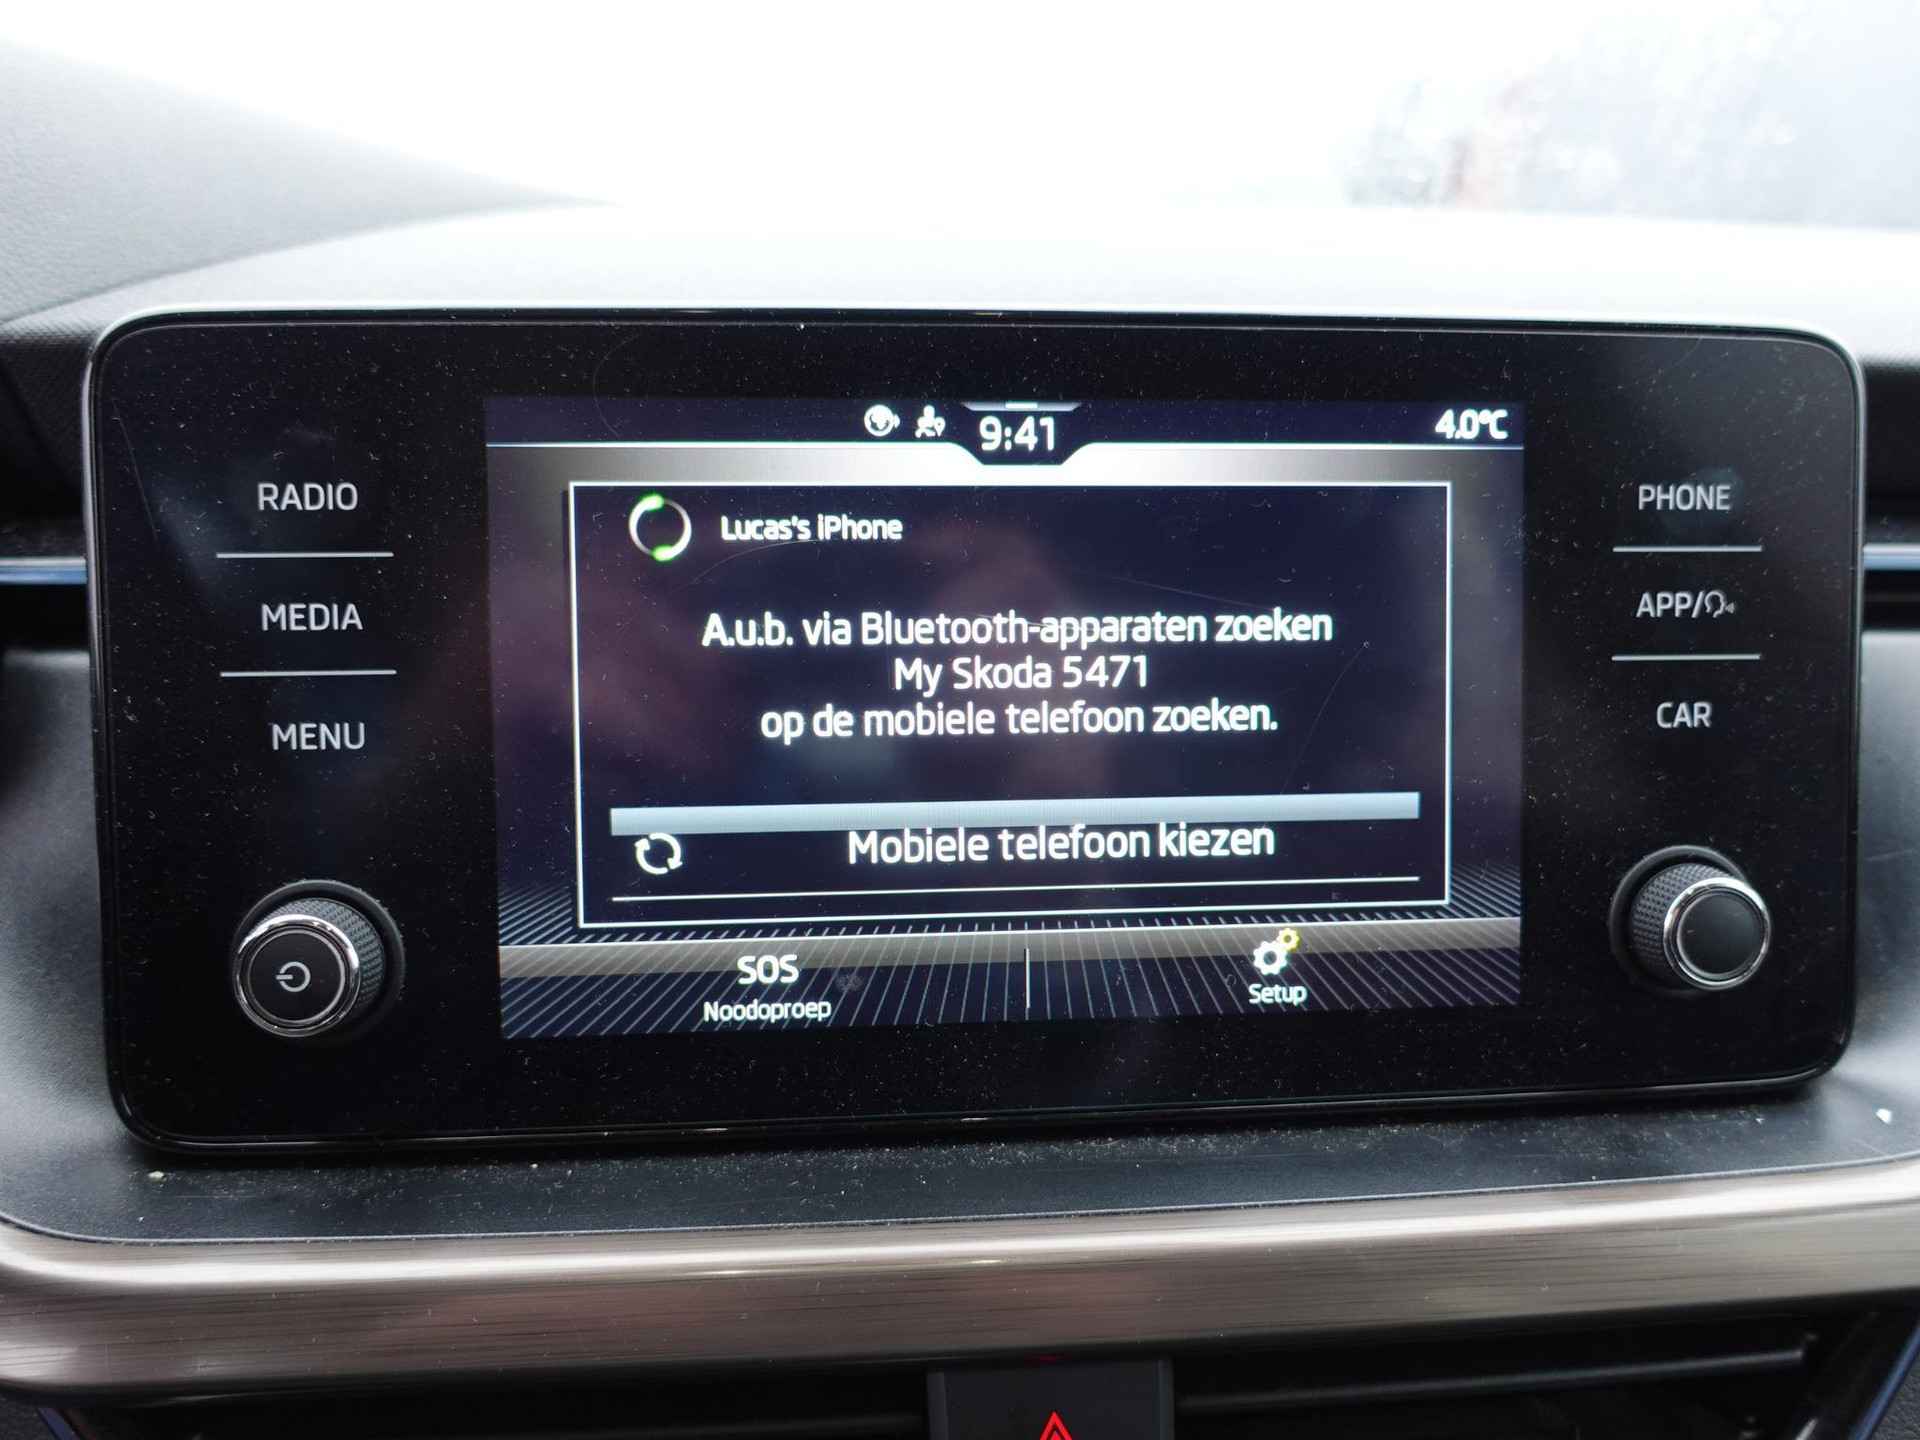 9:41
4.0°C
RADIO
MEDIA
MENU
Lucas's iPhone
A.u.b. via Bluetooth-apparaten zoeken
My Skoda 5471
op de mobiele telefoon zoeken.
Mobiele telefoon kiezen
SOS
Noodoproep
Setup
PHONE
APP/
CAR